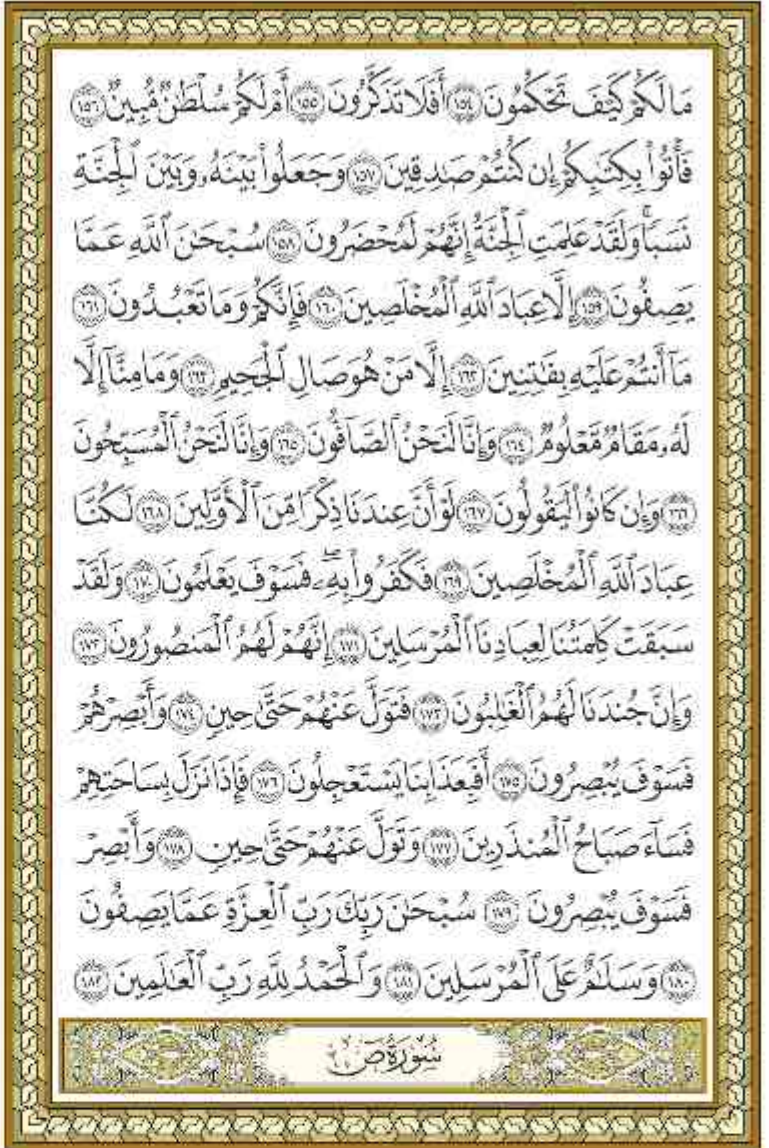 مَا لَكُمْ كَيْفَ تَحْكُمُونَ ١٥٤ أَفَلَا تَذَكَّرُونَ ١٥٥ أَمْ لَكُمْ سُلْطَٰنٌ مُّبِينٌ ١٥٦
فَأْتُوا۟ بِكِتَٰبِكُمْ إِن كُنتُمْ صَٰدِقِينَ ١٥٧ وَجَعَلُوا۟ بَيْنَهُۥ وَبَيْنَ ٱلْجِنَّةِ
نَسَبًا ۚ وَلَقَدْ عَلِمَتِ ٱلْجِنَّةُ إِنَّهُمْ لَمُحْضَرُونَ ١٥٨ سُبْحَٰنَ ٱللَّهِ عَمَّا
يَصِفُونَ ١٥٩ إِلَّا عِبَادَ ٱللَّهِ ٱلْمُخْلَصِينَ ١٦٠ فَإِنَّكُمْ وَمَا تَعْبُدُونَ ١٦١
مَآ أَنتُمْ عَلَيْهِ بِفَٰتِنِينَ ١٦٢ إِلَّا مَنْ هُوَ صَالِ ٱلْجَحِيمِ ١٦٣ وَمَا مِنَّآ إِلَّا
لَهُۥ مَقَامٌ مَّعْلُومٌ ١٦٤ وَإِنَّا لَنَحْنُ ٱلصَّآفُّونَ ١٦٥ وَإِنَّا لَنَحْنُ ٱلْمُسَبِّحُونَ
١٦٦ وَإِن كَانُوا۟ لَيَقُولُونَ ١٦٧ لَوْ أَنَّ عِندَنَا ذِكْرًا مِّنَ ٱلْأَوَّلِينَ ١٦٨ لَكُنَّا
عِبَادَ ٱللَّهِ ٱلْمُخْلَصِينَ ١٦٩ فَكَفَرُوا۟ بِهِۦ ۖ فَسَوْفَ يَعْلَمُونَ ١٧٠ وَلَقَدْ
سَبَقَتْ كَلِمَتُنَا لِعِبَادِنَا ٱلْمُرْسَلِينَ ١٧١ إِنَّهُمْ لَهُمُ ٱلْمَنصُورُونَ ١٧٢
وَإِنَّ جُندَنَا لَهُمُ ٱلْغَٰلِبُونَ ١٧٣ فَتَوَلَّ عَنْهُمْ حَتَّىٰ حِينٍ ١٧٤ وَأَبْصِرْهُمْ
فَسَوْفَ يُبْصِرُونَ ١٧٥ أَفَبِعَذَابِنَا يَسْتَعْجِلُونَ ١٧٦ فَإِذَا نَزَلَ بِسَاحَتِهِمْ
فَسَآءَ صَبَاحُ ٱلْمُنذَرِينَ ١٧٧ وَتَوَلَّ عَنْهُمْ حَتَّىٰ حِينٍ ١٧٨ وَأَبْصِرْ
فَسَوْفَ يُبْصِرُونَ ١٧٩ سُبْحَٰنَ رَبِّكَ رَبِّ ٱلْعِزَّةِ عَمَّا يَصِفُونَ
١٨٠ وَسَلَٰمٌ عَلَى ٱلْمُرْسَلِينَ ١٨١ وَٱلْحَمْدُ لِلَّهِ رَبِّ ٱلْعَٰلَمِينَ ١٨٢
سُورَةُ ص